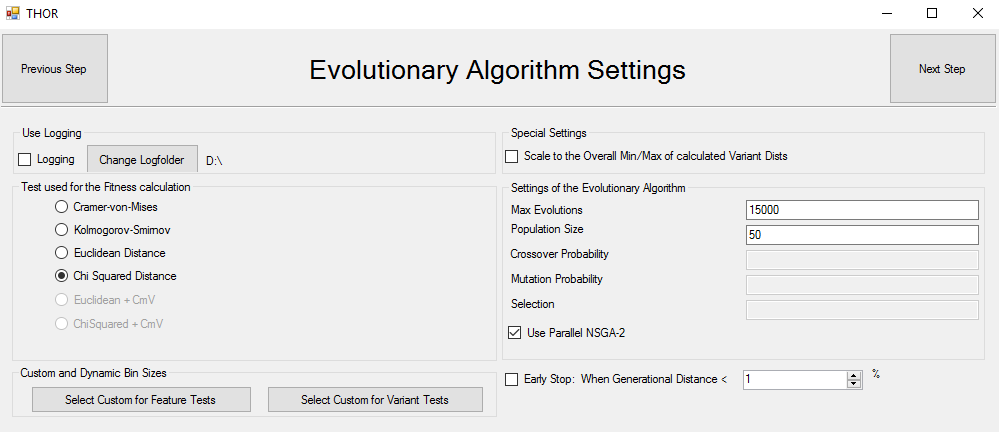 THOR
Previous Step
Evolutionary Algorithm Settings
Next Step
Use Logging
Logging
Change Logfolder
D:\
Test used for the Fitness calculation
Cramer-von-Mises
Kolmogorov-Smirnov
Euclidean Distance
Chi Squared Distance
Euclidean + CmV
ChiSquared + CmV
Custom and Dynamic Bin Sizes
Select Custom for Feature Tests
Select Custom for Variant Tests
Special Settings
Scale to the Overall Min/Max of calculated Variant Dists
Settings of the Evolutionary Algorithm
Max Evolutions 15000
Population Size 50
Crossover Probability
Mutation Probability
Selection
Use Parallel NSGA-2
Early Stop: When Generational Distance < 1 %